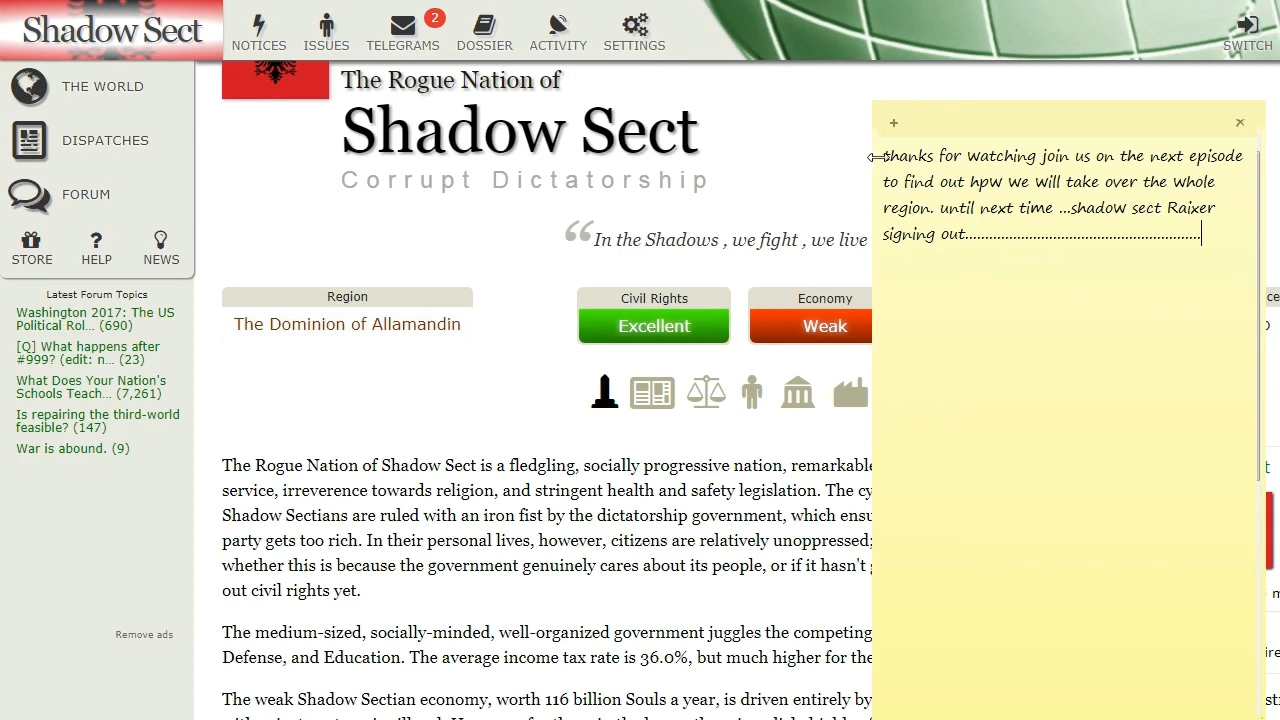 Shadow Sect
NOTICES
ISSUES
2
TELEGRAMS
DOSSIER
ACTIVITY
SETTINGS
SWITCH
THE WORLD
DISPATCHES
FORUM
STORE
HELP
NEWS
Latest Forum Topics
Washington 2017: The US
Political Rol... (690)
[Q] What happens after
#999? (edit: n... (23)
What Does Your Nation's
Schools Teach... (7,261)
Is repairing the third-world
feasible? (147)
War is abound. (9)
Remove ads
The Rogue Nation of
Shadow Sect
Corrupt Dictatorship
“In the Shadows , we fight , we live
Region
The Dominion of Allamandin
Civil Rights
Excellent
Economy
Weak
The Rogue Nation of Shadow Sect is a fledgling, socially progressive nation, remarkable
service, irreverence towards religion, and stringent health and safety legislation. The
Shadow Sectians are ruled with an iron fist by the dictatorship government, which
party gets too rich. In their personal lives, however, citizens are relatively unoppressed;
whether this is because the government genuinely cares about its people, or if it hasn't
out civil rights yet.
The medium-sized, socially-minded, well-organized government juggles the competing
Defense, and Education. The average income tax rate is 36.0%, but much higher for the
The weak Shadow Sectian economy, worth 116 billion Souls a year, is driven entirely by
thanks for watching join us on the next episode
to find out hpw we will take over the whole
region. until next time ...shadow sect Raixer
signing out.....................................................